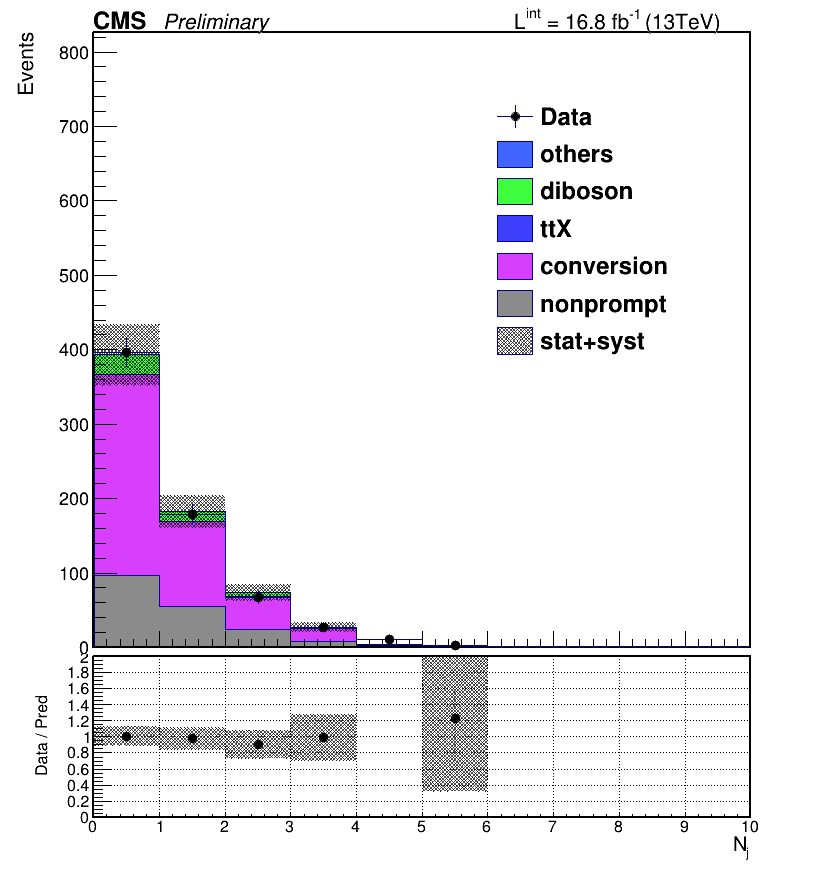 CMS Preliminary L^int = 16.8 fb^-1 (13TeV)
Events
800
700
600
500
400
300
200
100
0
Data
others
diboson
ttX
conversion
nonprompt
stat+syst
Data / Pred
2
1.8
1.6
1.4
1.2
1
0.8
0.6
0.4
0.2
0
0 1 2 3 4 5 6 7 8 9 10
N_j